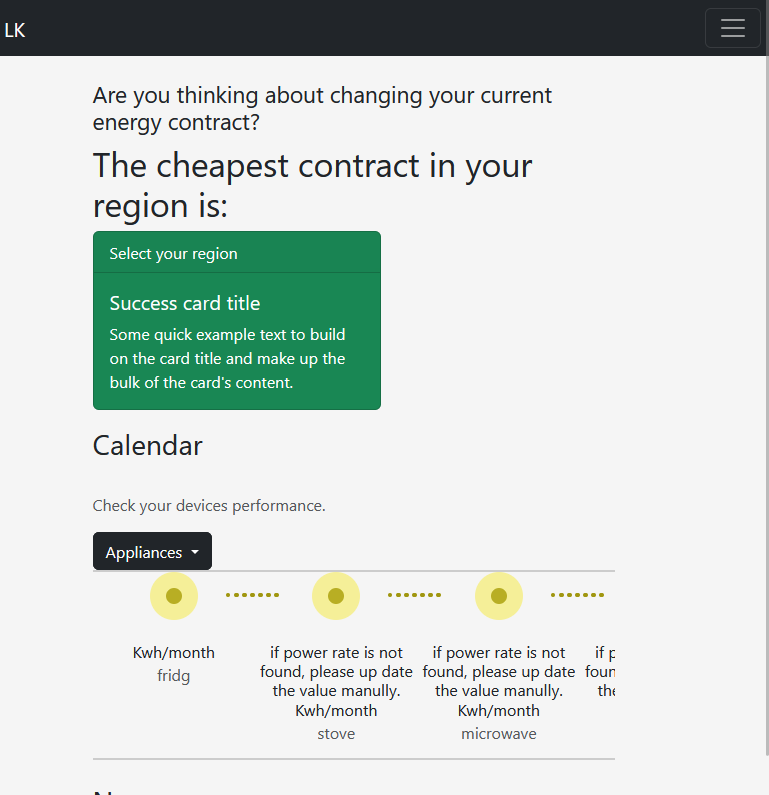 LK
Are you thinking about changing your current
energy contract?
The cheapest contract in your
region is:
Select your region
Success card title
Some quick example text to build
on the card title and make up the
bulk of the card's content.
Calendar
Check your devices performance.
Appliances
Kwh/month
fridg
if power rate is not
found, please up date
the value manully.
Kwh/month
stove
if power rate is not
found, please up date
the value manully.
Kwh/month
microwave
if p
foun
the